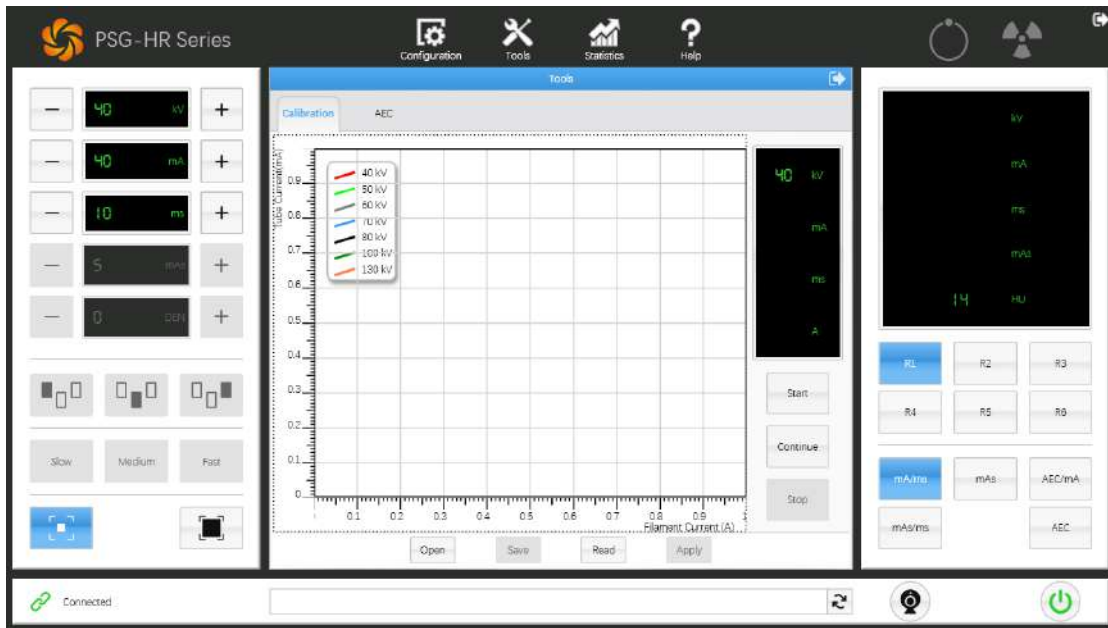 PSG-HR Series
Configuration
Tools
Statistics
Help
40 kV
40 mA
10 ms
5 mAs
0 DEN
Slow
Medium
Fast
Tools
Calibration
AEC
Tube Current(mA)
0.9
0.8
0.7
0.6
0.5
0.4
0.3
0.2
0.1
0
40 kV
50 kV
60 kV
70 kV
80 kV
100 kV
130 kV
0.1 0.2 0.3 0.4 0.5 0.6 0.7 0.8 0.9 1
Filament Current (A)
40 kV
mA
ms
A
Start
Continue
Stop
Open
Save
Read
Apply
kV
mA
ms
mAs
14 HU
R1
R2
R3
R4
R5
R6
mA/ms
mAs
AEC/mA
mAs/ms
AEC
Connected